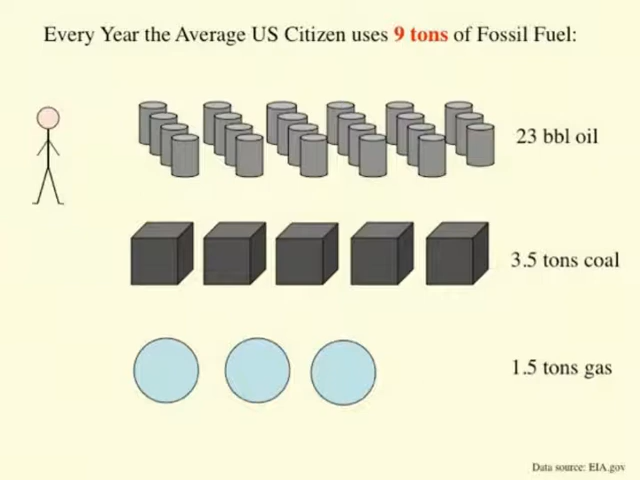 Every Year the Average US Citizen uses 9 tons of Fossil Fuel:
23 bbl oil
3.5 tons coal
1.5 tons gas
Data source: EIA.gov